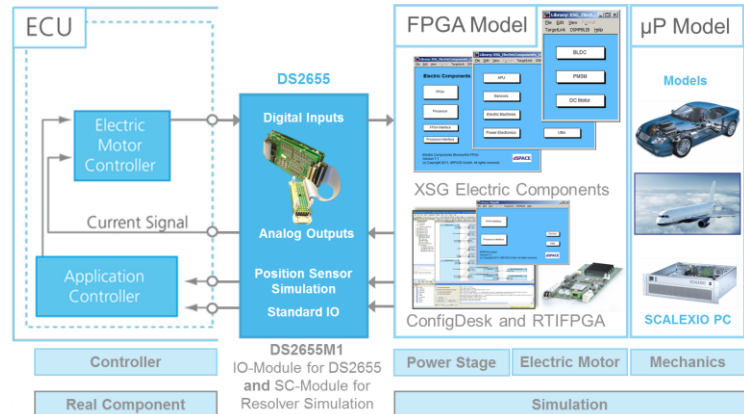 ECU
FPGA Model
µP Model
DS2655
Models
Digital Inputs
Electric
Motor
Controller
Current Signal
Analog Outputs
Application
Controller
Position Sensor
Simulation
Standard IO
Electric Components
BLDC
PMSM
DC Motor
dSPACE
XSG Electric Components
ConfigDesk and RTIFPGA
SCALEXIO PC
DS2655M1
IO-Module for DS2655
and SC-Module for
Resolver Simulation
Controller
Power Stage
Electric Motor
Mechanics
Real Component
Simulation